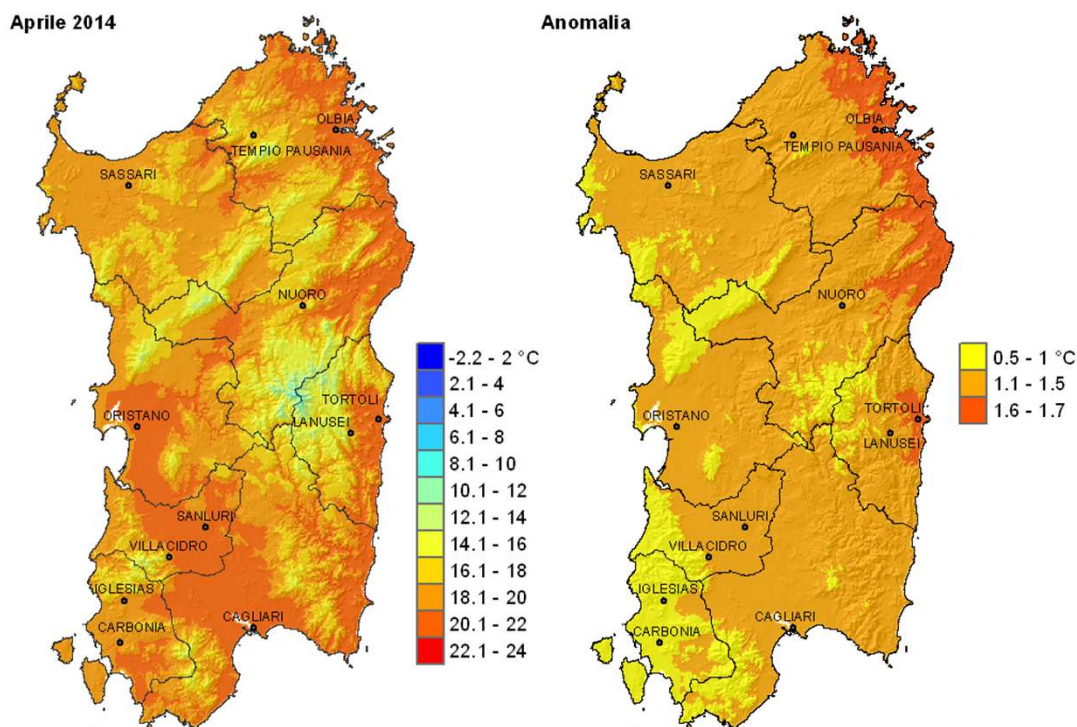 Aprile 2014
OLBIA
TEMPIO PAUSANIA
SASSARI
NUORO
TORTOLI
ORISTANO
LANUSEI
SANLURI
VILLACIDRO
IGLESIAS
CAGLIARI
CARBONIA
-2.2 - 2 °C
2.1 - 4
4.1 - 6
6.1 - 8
8.1 - 10
10.1 - 12
12.1 - 14
14.1 - 16
16.1 - 18
18.1 - 20
20.1 - 22
22.1 - 24
Anomalia
OLBIA
TEMPIO PAUSANIA
SASSARI
NUORO
TORTOLI
ORISTANO
LANUSEI
SANLURI
VILLACIDRO
IGLESIAS
CAGLIARI
CARBONIA
0.5 - 1 °C
1.1 - 1.5
1.6 - 1.7